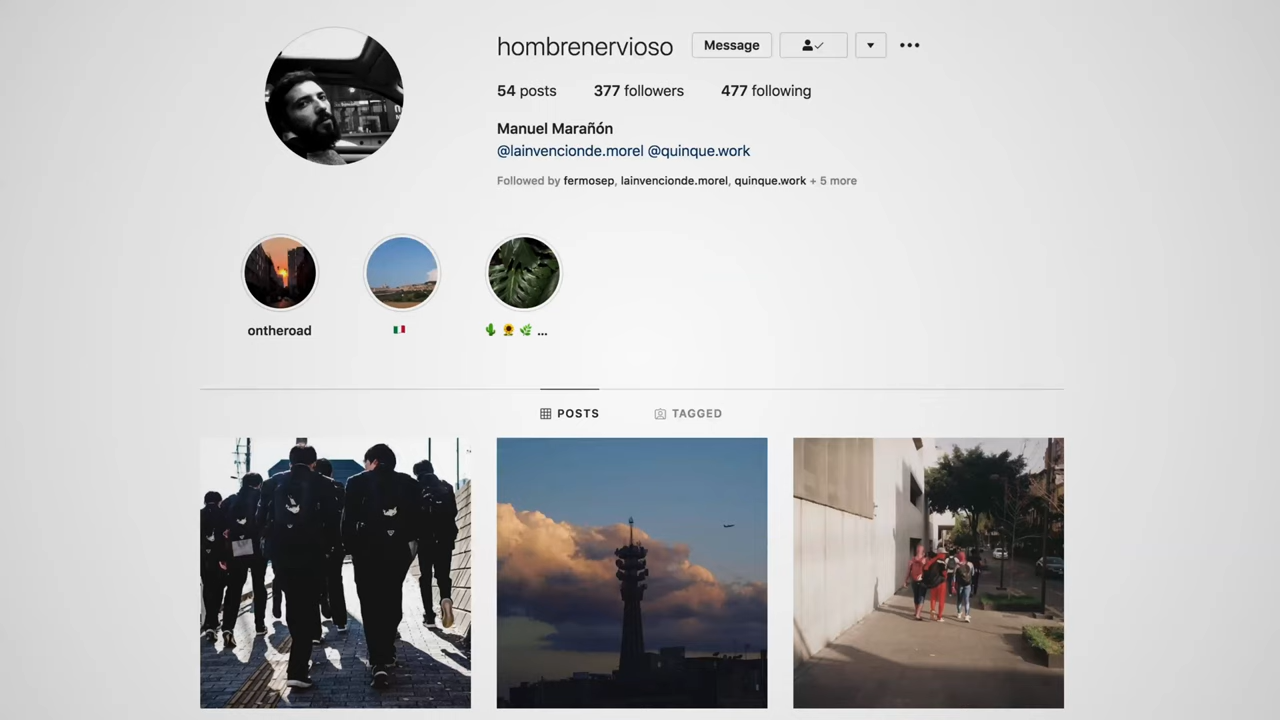 hombrenervioso Message
54 posts 377 followers 477 following
Manuel Marañón
@lainvencionde.morel @quinque.work
Followed by fermosep, lainvencionde.morel, quinque.work + 5 more
ontheroad
...
POSTS TAGGED